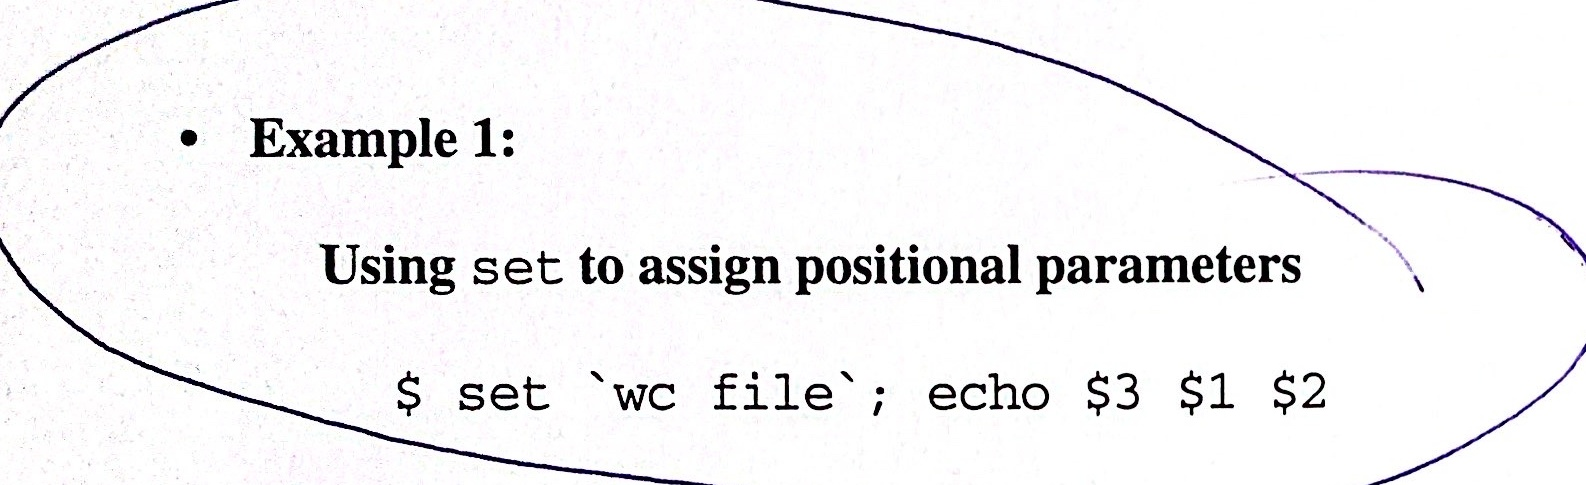 • Example 1:
Using set to assign positional parameters
$ set `wc file`; echo $3 $1 $2